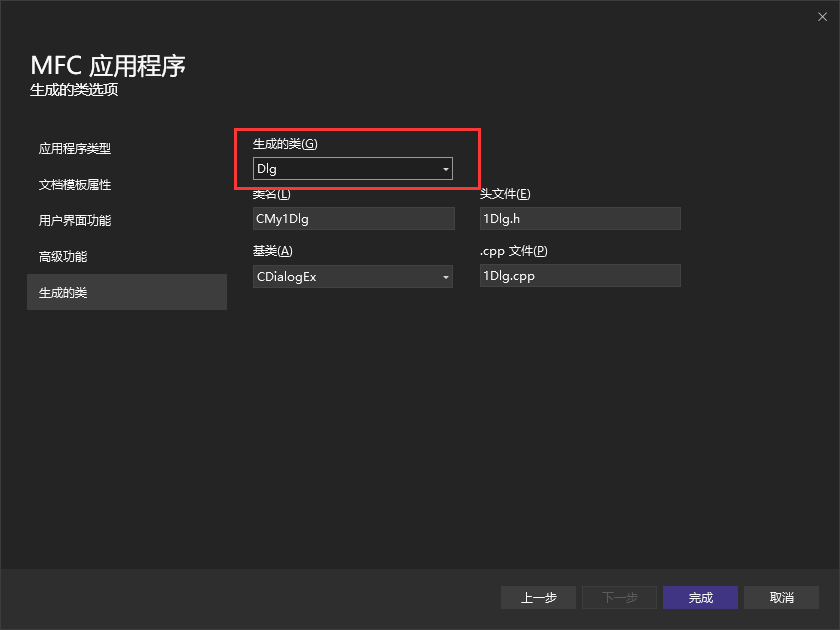 MFC 应用程序
生成的类选项
应用程序类型
文档模板属性
用户界面功能
高级功能
生成的类
生成的类(G)
Dlg
类名(L)
CMy1Dlg
头文件(E)
1Dlg.h
基类(A)
CDialogEx
.cpp 文件(P)
1Dlg.cpp
上一步
下一步
完成
取消